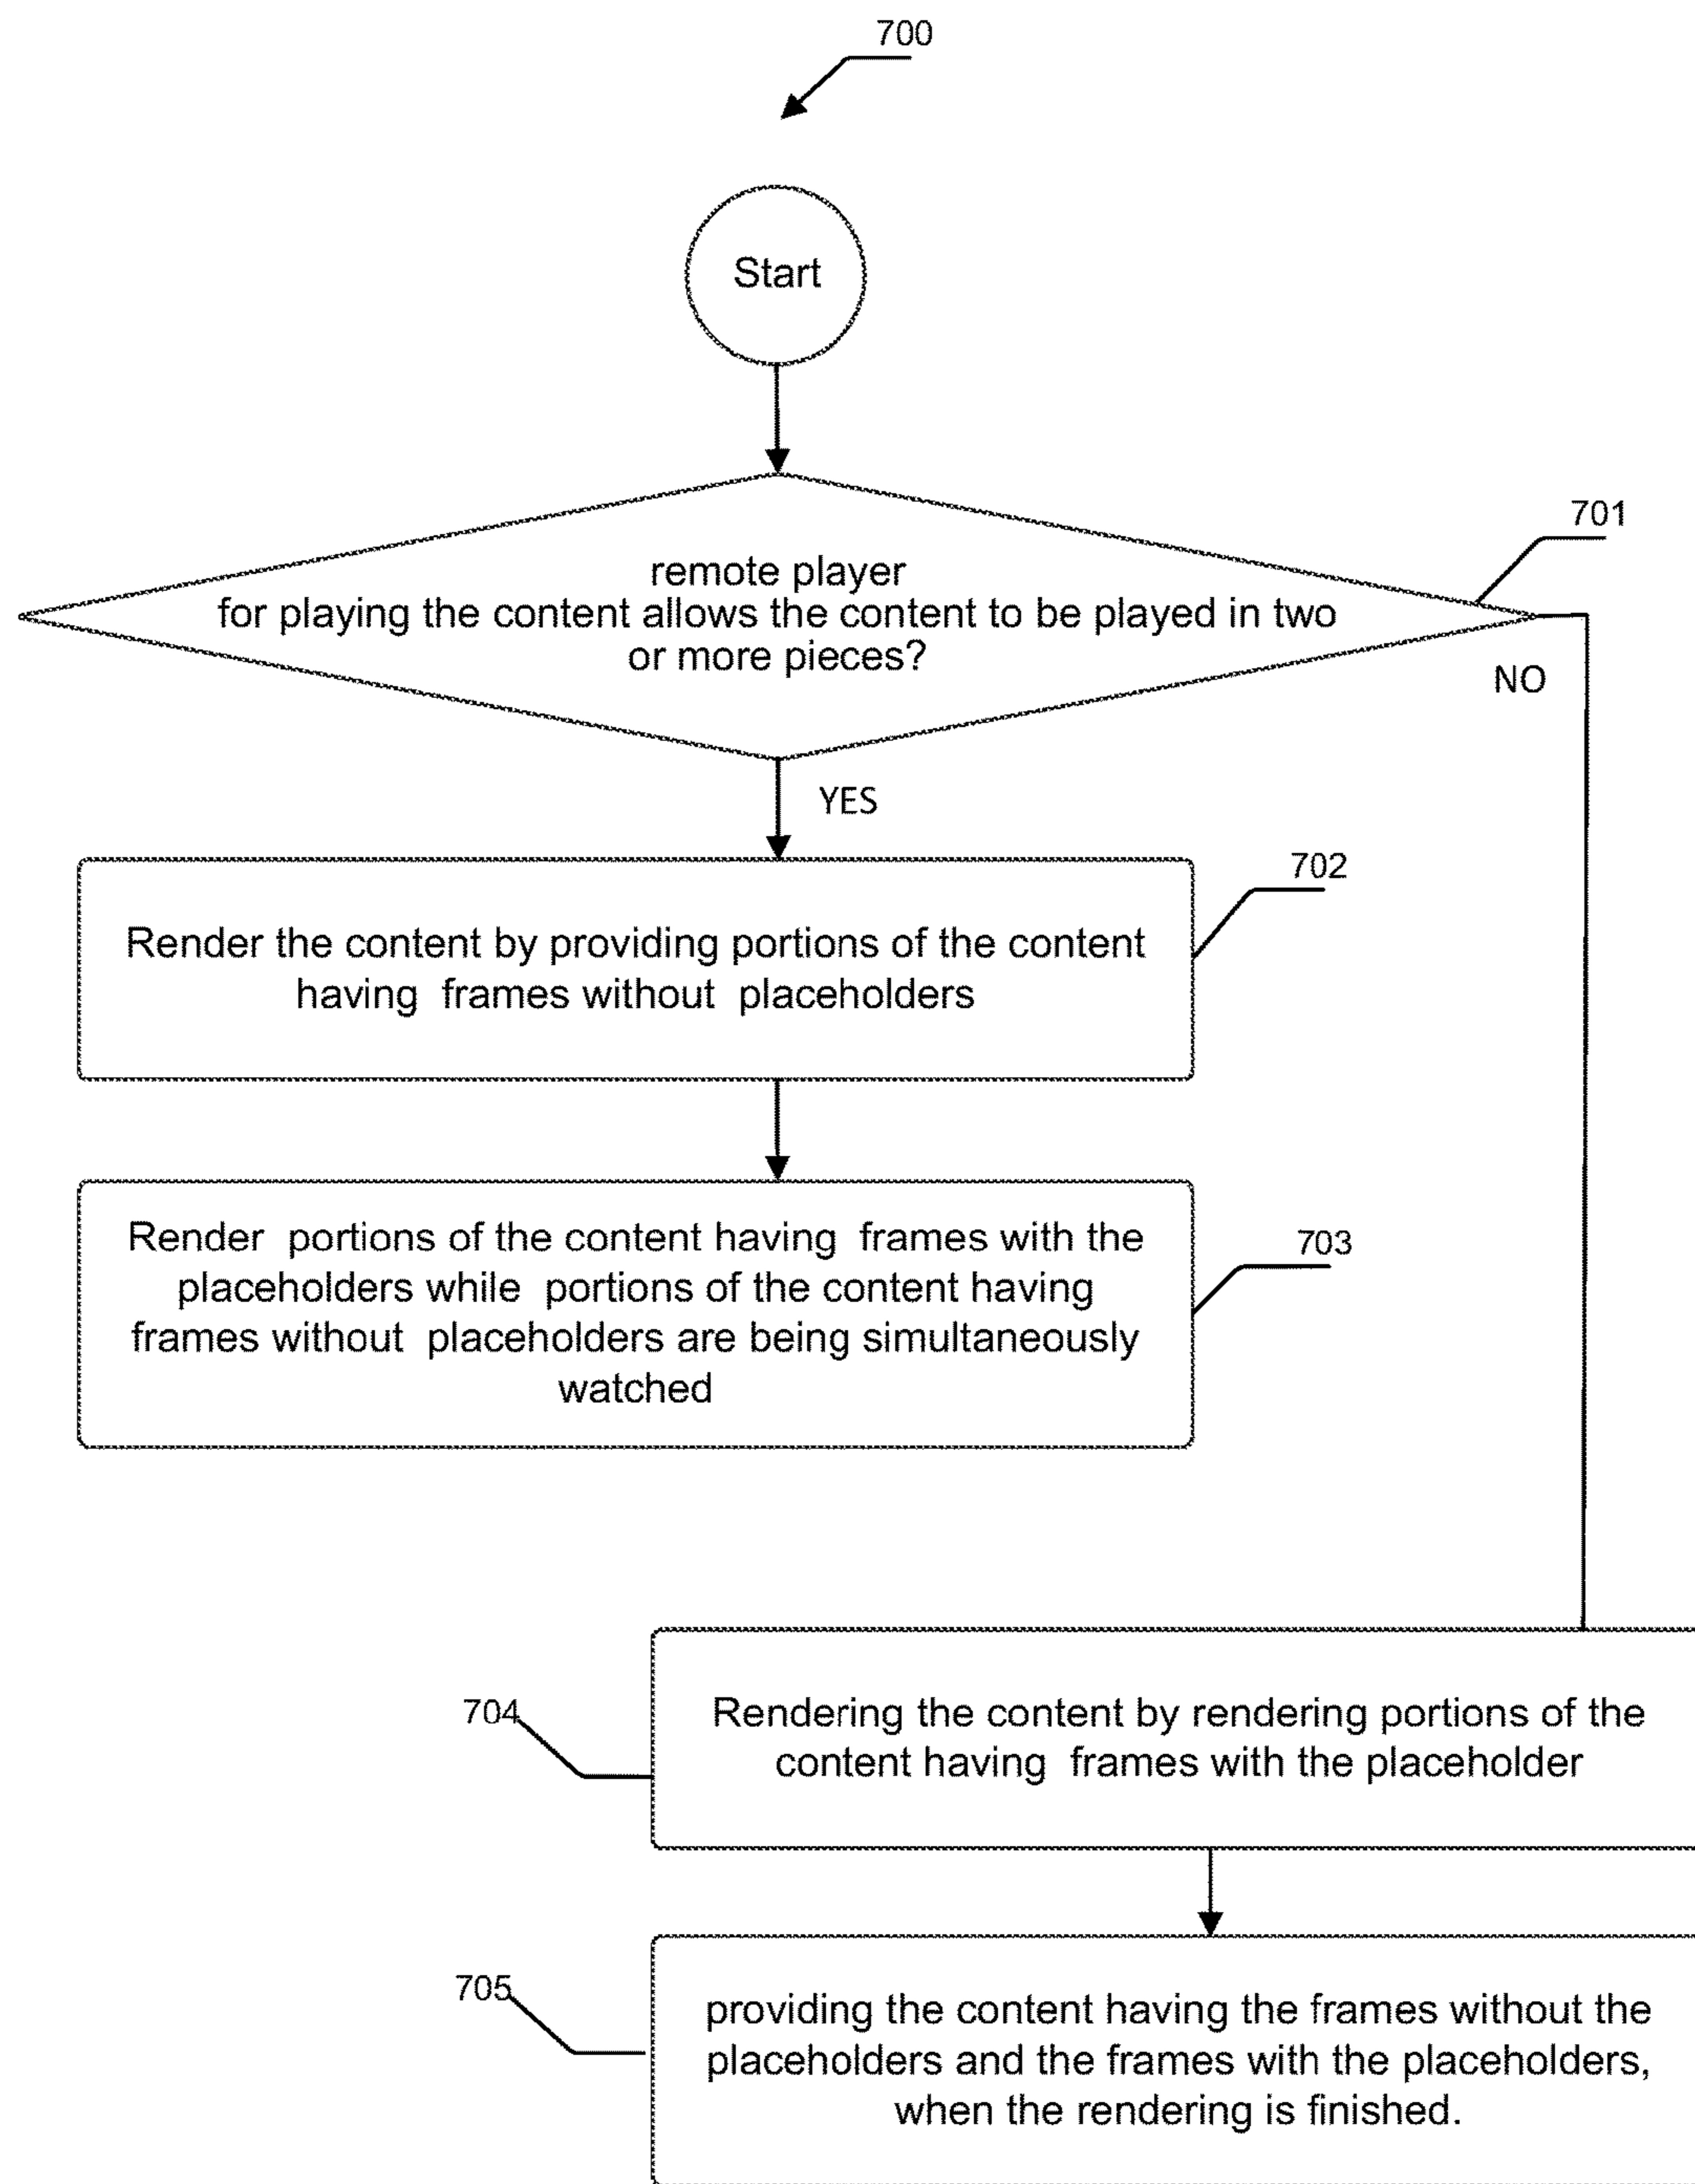 700
Start
701
remote player
for playing the content allows the content to be played in two
or more pieces?
NO
YES
702
Render the content by providing portions of the content
having frames without placeholders
703
Render portions of the content having frames with the
placeholders while portions of the content having
frames without placeholders are being simultaneously
watched
704
Rendering the content by rendering portions of the
content having frames with the placeholder
705
providing the content having the frames without the
placeholders and the frames with the placeholders,
when the rendering is finished.